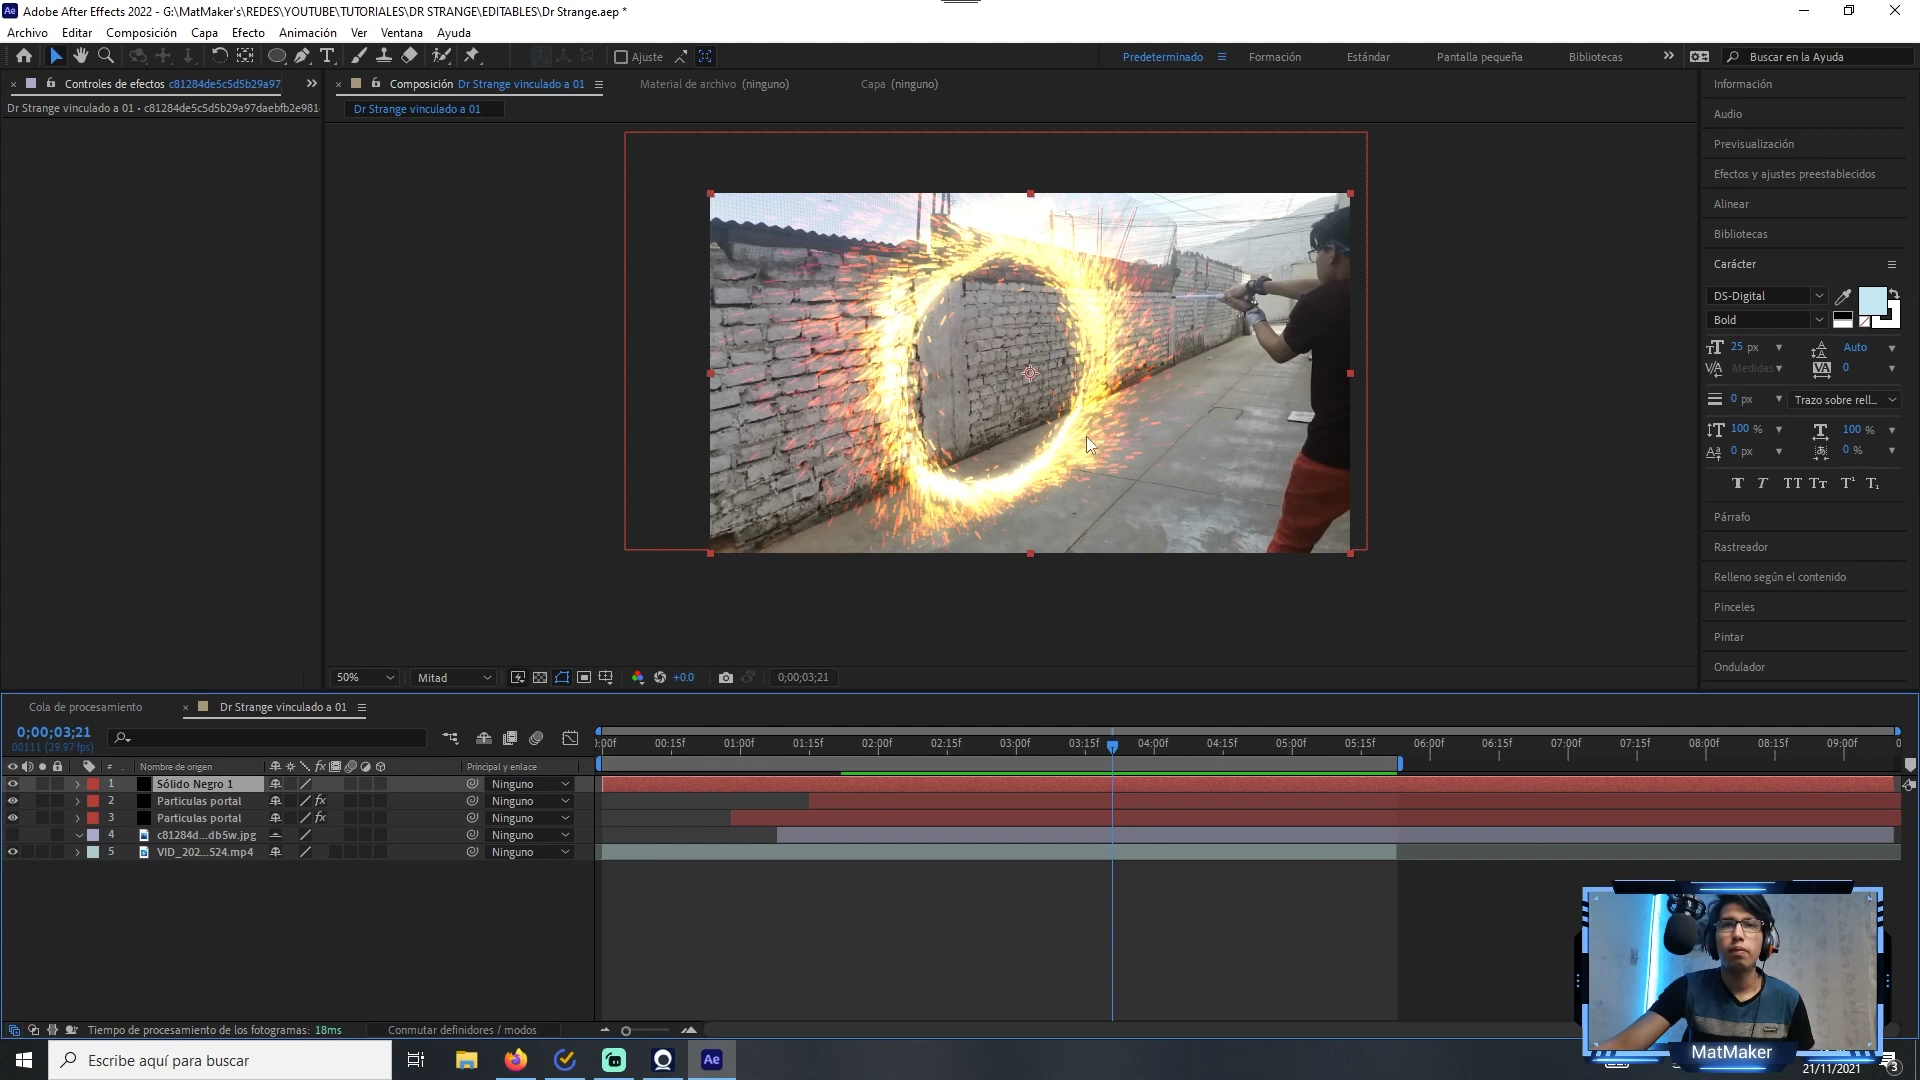 Adobe After Effects 2022 - G:\MatMaker's\REDES\YOUTUBE\TUTORIALES\DR STRANGE\EDITABLES\Dr Strange.aep *
Archivo Editar Composición Capa Efecto Animación Ver Ventana Ayuda
Ajuste
Predeterminado Formación Estándar Pantalla pequeña Bibliotecas
Buscar en la Ayuda
Controles de efectos c81284de5c5d5b29a97
Composición Dr Strange vinculado a 01
Material de archivo (ninguno)
Capa (ninguno)
Dr Strange vinculado a 01 • c81284de5c5d5b29a97daebfb2e981
Dr Strange vinculado a 01
Información
Audio
Previsualización
Efectos y ajustes preestablecidos
Alinear
Bibliotecas
Carácter
DS-Digital
Bold
25 px Auto
Medidas 0
0 px Trazo sobre rell...
100 % 100 %
0 px 0 %
Párrafo
Rastreador
Relleno según el contenido
Pinceles
Pintar
Ondulador
50% Mitad +0.0 0;00;03;21
Cola de procesamiento
Dr Strange vinculado a 01
0;00;03;21
00111 (29.97 fps)
:00f 00:15f 01:00f 01:15f 02:00f 02:15f 03:00f 03:15f 04:00f 04:15f 05:00f 05:15f 06:00f 06:15f 07:00f 07:15f 08:00f 08:15f 09:00f 0
# Nombre de origen fx Principal y enlace
1 Sólido Negro 1 Ninguno
2 Particulas portal fx Ninguno
3 Particulas portal fx Ninguno
4 c81284d...db5w.jpg Ninguno
5 VID_202...524.mp4 Ninguno
Tiempo de procesamiento de los fotogramas: 18ms
Conmutar definidores / modos
MatMaker
Escribe aquí para buscar
Ae
21/11/2021
3